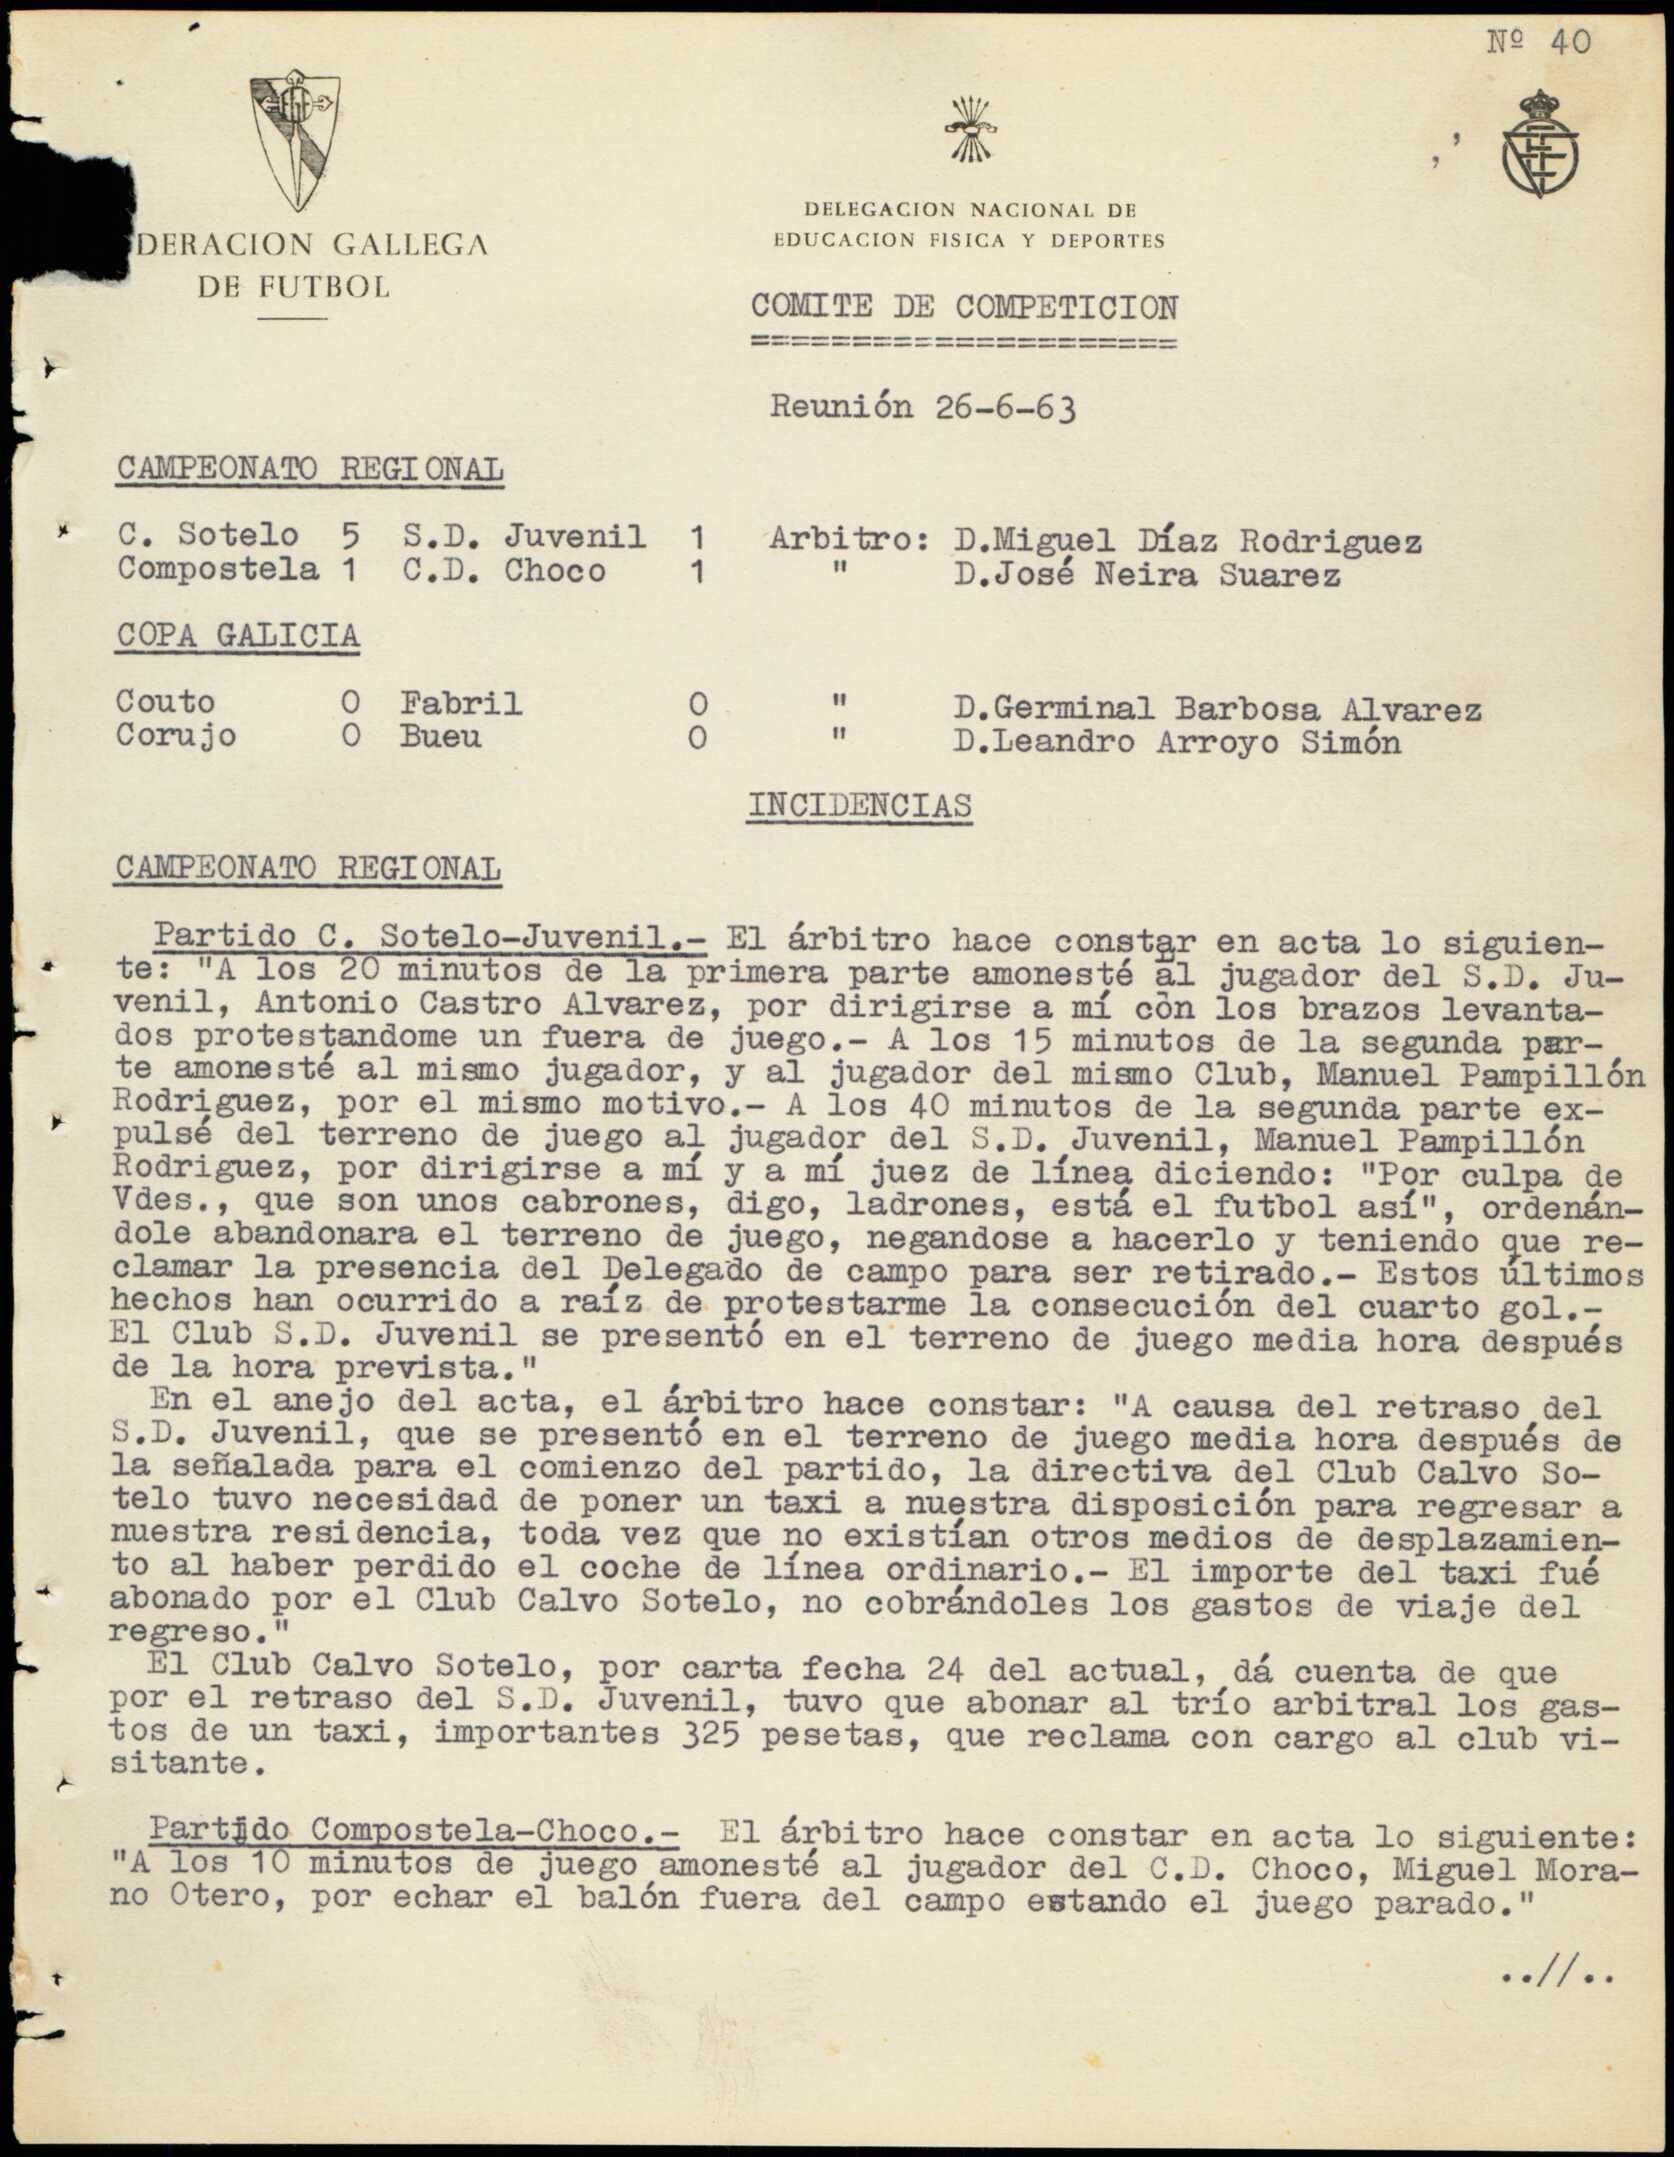 Nº 40
DERACION GALLEGA
DE FUTBOL
DELEGACION NACIONAL DE
EDUCACION FISICA Y DEPORTES
COMITE DE COMPETICION
=====================
Reunión 26-6-63
CAMPEONATO REGIONAL
C. Sotelo 5 S.D. Juvenil 1 Arbitro: D.Miguel Díaz Rodriguez
Compostela 1 C.D. Choco 1 " D.José Neira Suarez
COPA GALICIA
Couto 0 Fabril 0 " D.Germinal Barbosa Alvarez
Corujo 0 Bueu 0 " D.Leandro Arroyo Simón
INCIDENCIAS
CAMPEONATO REGIONAL
Partido C. Sotelo-Juvenil.- El árbitro hace constar en acta lo siguien-
te: "A los 20 minutos de la primera parte amonesté al jugador del S.D. Ju-
venil, Antonio Castro Alvarez, por dirigirse a mí con los brazos levanta-
dos protestandome un fuera de juego.- A los 15 minutos de la segunda par-
te amonesté al mismo jugador, y al jugador del mismo Club, Manuel Pampillón
Rodriguez, por el mismo motivo.- A los 40 minutos de la segunda parte ex-
pulsé del terreno de juego al jugador del S.D. Juvenil, Manuel Pampillón
Rodriguez, por dirigirse a mí y a mí juez de línea diciendo: "Por culpa de
Vdes., que son unos cabrones, digo, ladrones, está el futbol así", ordenán-
dole abandonara el terreno de juego, negandose a hacerlo y teniendo que re-
clamar la presencia del Delegado de campo para ser retirado.- Estos últimos
hechos han ocurrido a raíz de protestarme la consecución del cuarto gol.-
El Club S.D. Juvenil se presentó en el terreno de juego media hora después
de la hora prevista."
En el anejo del acta, el árbitro hace constar: "A causa del retraso del
S.D. Juvenil, que se presentó en el terreno de juego media hora después de
la señalada para el comienzo del partido, la directiva del Club Calvo So-
telo tuvo necesidad de poner un taxi a nuestra disposición para regresar a
nuestra residencia, toda vez que no existían otros medios de desplazamien-
to al haber perdido el coche de línea ordinario.- El importe del taxi fué
abonado por el Club Calvo Sotelo, no cobrándoles los gastos de viaje del
regreso."
El Club Calvo Sotelo, por carta fecha 24 del actual, dá cuenta de que
por el retraso del S.D. Juvenil, tuvo que abonar al trío arbitral los gas-
tos de un taxi, importantes 325 pesetas, que reclama con cargo al club vi-
sitante.
Partido Compostela-Choco.- El árbitro hace constar en acta lo siguiente:
"A los 10 minutos de juego amonesté al jugador del C.D. Choco, Miguel Mora-
no Otero, por echar el balón fuera del campo estando el juego parado."
..//..